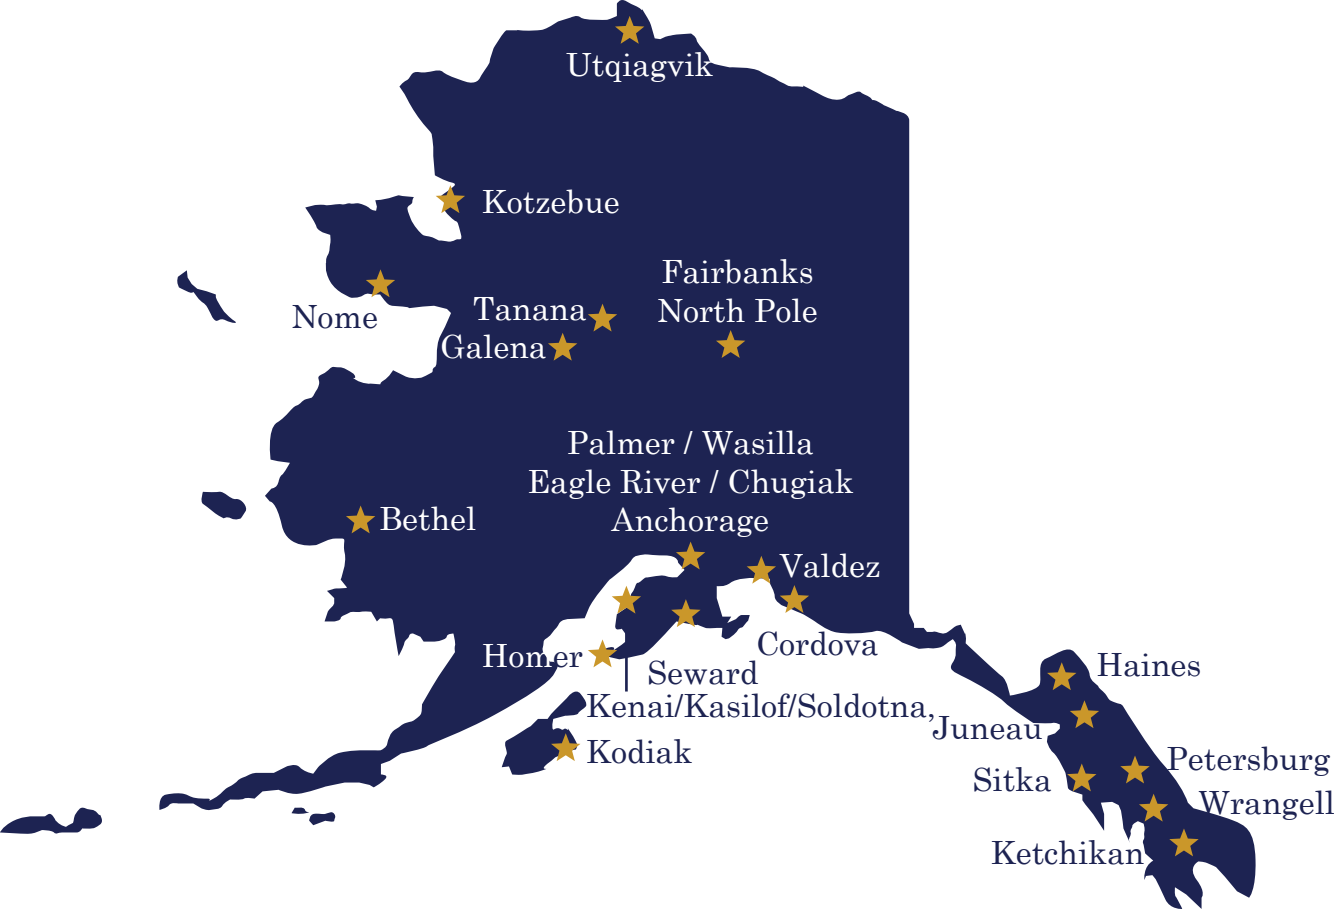 Utqiagvik
Kotzebue
Fairbanks
North Pole
Nome
Tanana
Galena
Palmer / Wasilla
Eagle River / Chugiak
Anchorage
Bethel
Valdez
Cordova
Homer
Seward
Kenai/Kasilof/Soldotna,
Kodiak
Haines
Juneau
Petersburg
Sitka
Wrangell
Ketchikan